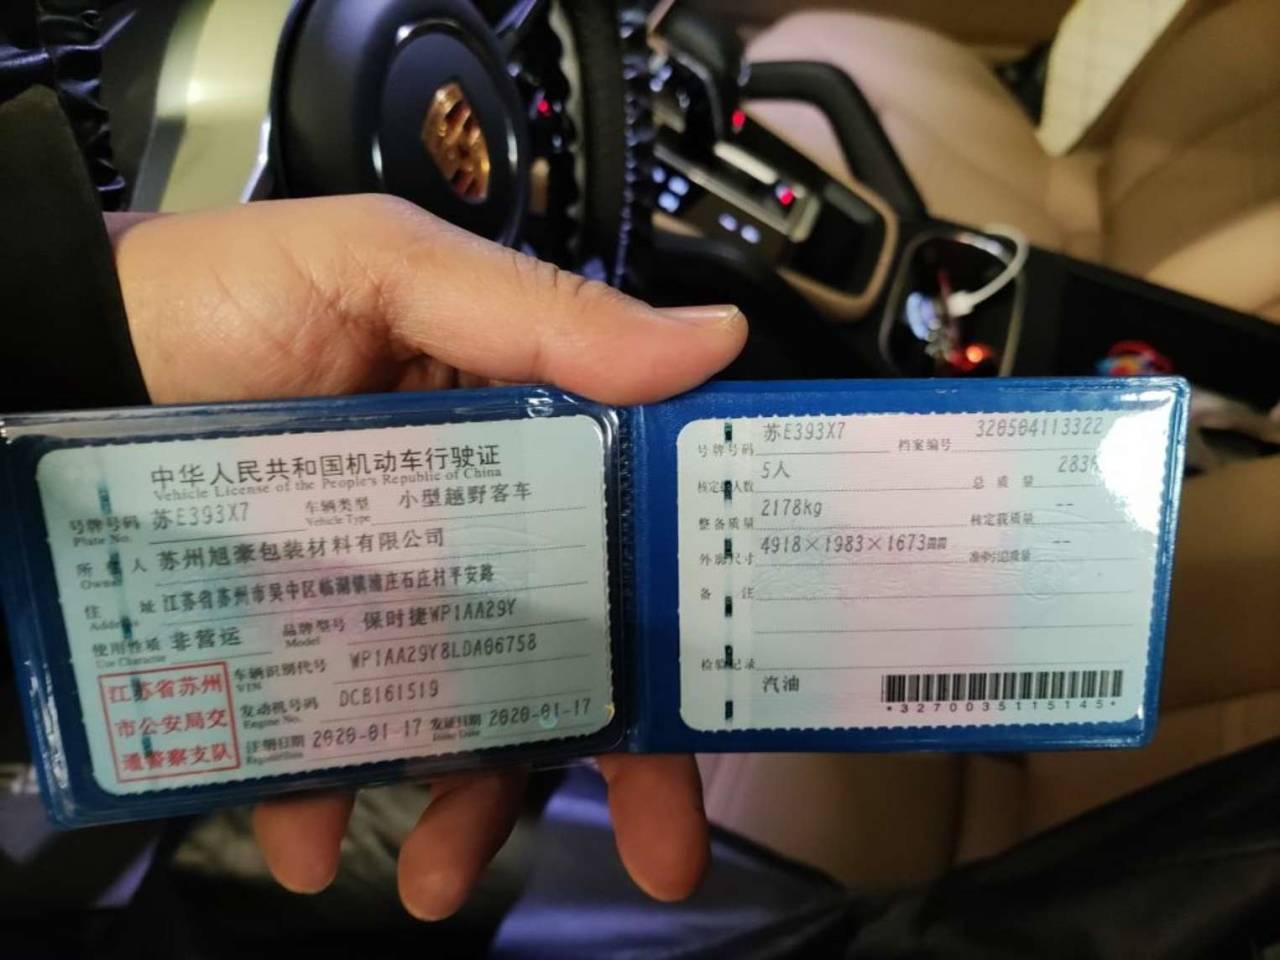 中华人民共和国机动车行驶证
Vehicle License of the People's Republic of China
号牌号码 苏E393X7 车辆类型 小型越野客车
Plate No. Vehicle Type
所 人 苏州旭豪包装材料有限公司
Owner
住 址 江苏省苏州市吴中区临湖镇浦庄石庄村平安路
Address
使用性质 非营运 品牌型号 保时捷WP1AA29Y
Use Character Model
车辆识别代号 WP1AA29Y8LDA06758
VIN
发动机号码 DCB161519
Engine No.
注册日期 2020-01-17 发证日期 2020-01-17
Issue Date
江苏省苏州
市公安局交
通警察支队
号牌号码 苏E393X7 档案编号 320504113322
核定 人数 5人 总 质 量 283
整备质量 2178kg 核定载质量 --
外 尺寸 4918×1983×1673mm 准牵引总质量 --
备 注
检验记录
汽油
*3270035115145*